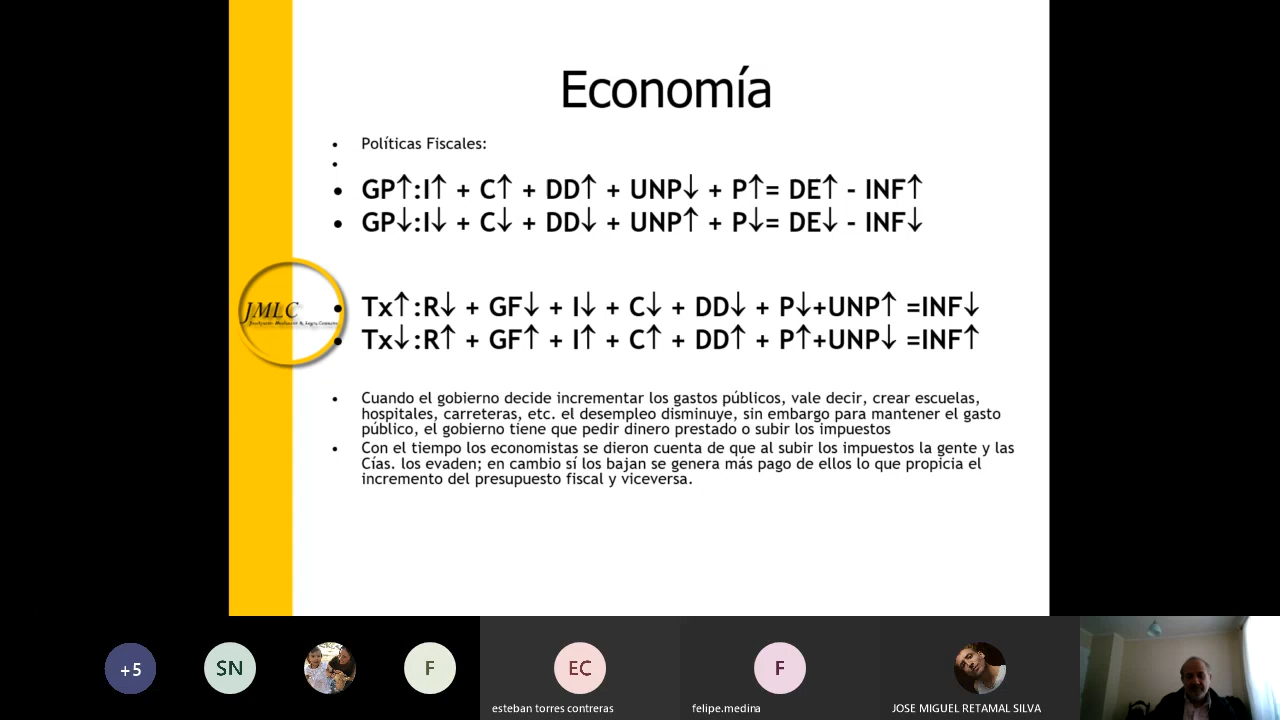 Economía
• Políticas Fiscales:
•
• GP↑:I↑ + C↑ + DD↑ + UNP↓ + P↑= DE↑ - INF↑
• GP↓:I↓ + C↓ + DD↓ + UNP↑ + P↓= DE↓ - INF↓
JMLC
• Tx↑:R↓ + GF↓ + I↓ + C↓ + DD↓ + P↓+UNP↑ =INF↓
• Tx↓:R↑ + GF↑ + I↑ + C↑ + DD↑ + P↑+UNP↓ =INF↑
• Cuando el gobierno decide incrementar los gastos públicos, vale decir, crear escuelas,
hospitales, carreteras, etc. el desempleo disminuye, sin embargo para mantener el gasto
público, el gobierno tiene que pedir dinero prestado o subir los impuestos
• Con el tiempo los economistas se dieron cuenta de que al subir los impuestos la gente y las
Cías. los evaden; en cambio sí los bajan se genera más pago de ellos lo que propicia el
incremento del presupuesto fiscal y viceversa.
+5
SN
F
EC
F
esteban torres contreras
felipe.medina
JOSE MIGUEL RETAMAL SILVA